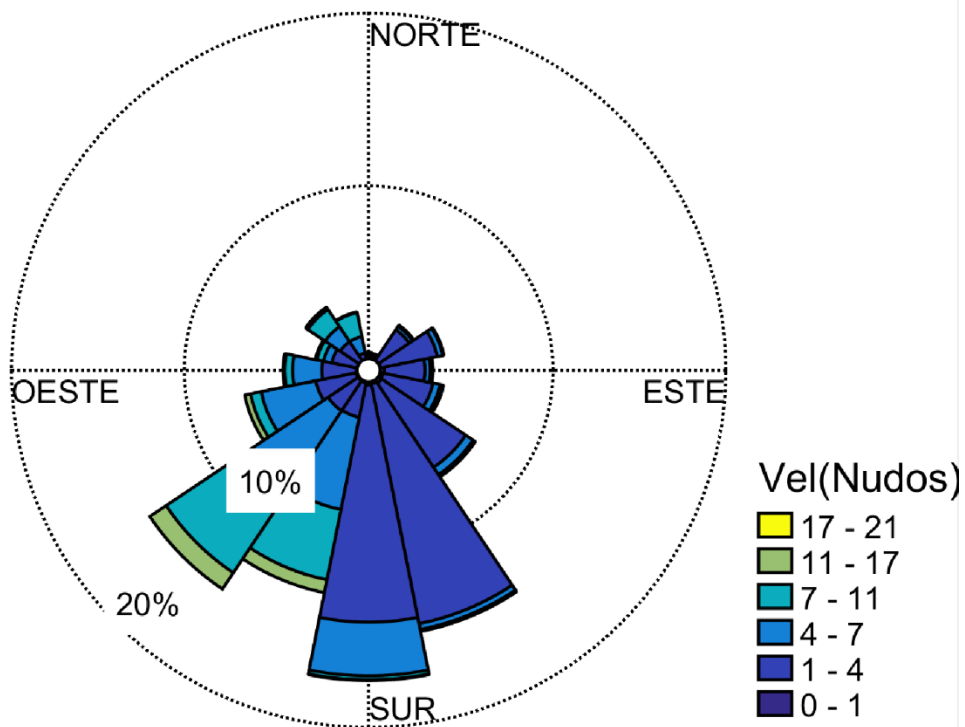 NORTE
OESTE
ESTE
10%
20%
SUR
Vel(Nudos)
17 - 21
11 - 17
7 - 11
4 - 7
1 - 4
0 - 1